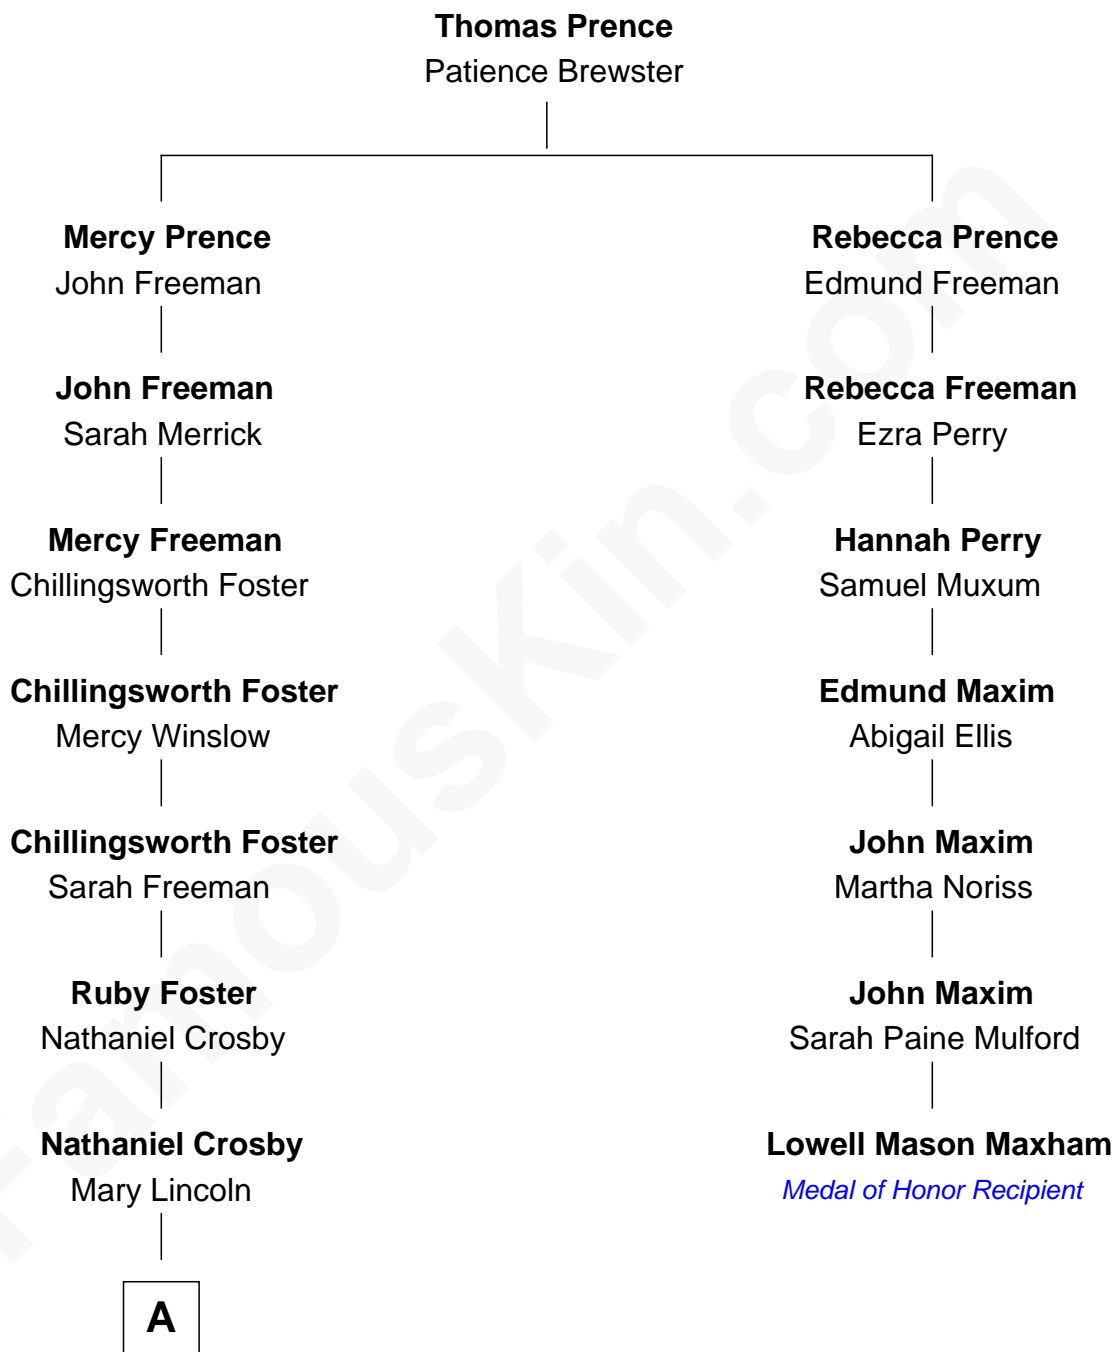 Thomas Prence
Patience Brewster
Mercy Prence
John Freeman
Rebecca Prence
Edmund Freeman
John Freeman
Sarah Merrick
Rebecca Freeman
Ezra Perry
Mercy Freeman
Chillingsworth Foster
Hannah Perry
Samuel Muxum
Chillingsworth Foster
Mercy Winslow
Edmund Maxim
Abigail Ellis
Chillingsworth Foster
Sarah Freeman
John Maxim
Martha Noriss
Ruby Foster
Nathaniel Crosby
John Maxim
Sarah Paine Mulford
Nathaniel Crosby
Mary Lincoln
Lowell Mason Maxham
Medal of Honor Recipient
A
FamousKin.com